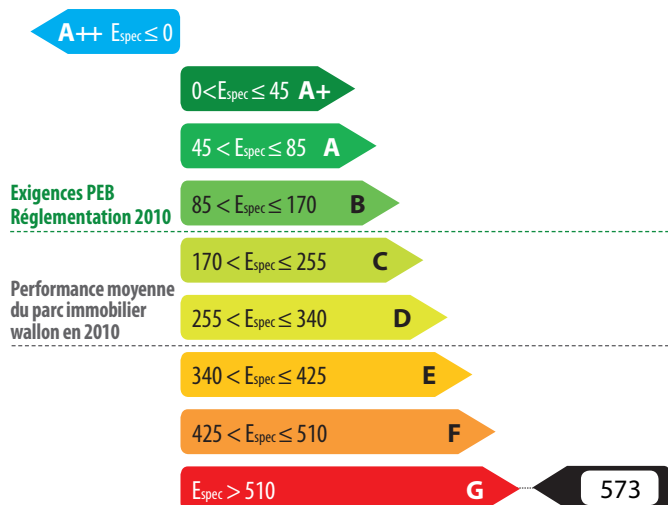 A++ Espec ≤ 0
0<Espec ≤ 45 A+
45 < Espec ≤ 85 A
Exigences PEB
Réglementation 2010
85 < Espec ≤ 170 B
170 < Espec ≤ 255 C
Performance moyenne
du parc immobilier
wallon en 2010
255 < Espec ≤ 340 D
340 < Espec ≤ 425 E
425 < Espec ≤ 510 F
Espec > 510 G 573